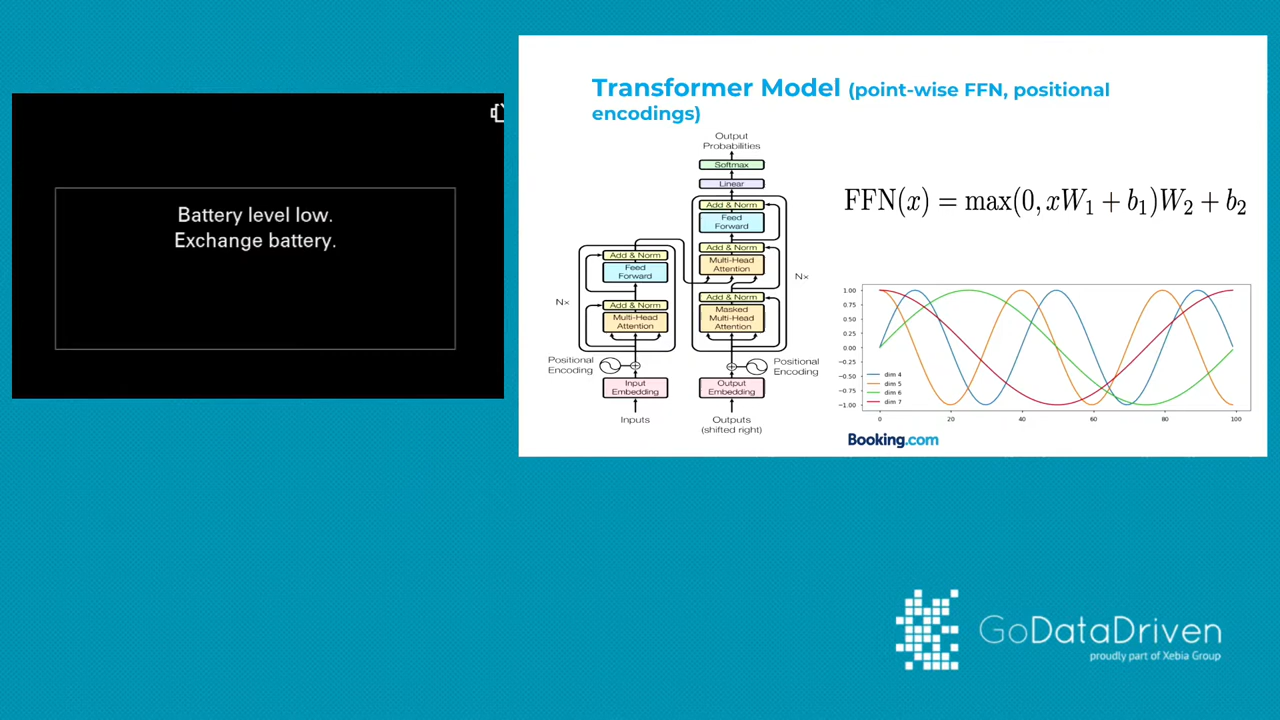 Battery level low.
Exchange battery.
Transformer Model (point-wise FFN, positional
encodings)
Output
Probabilities
Softmax
Linear
Add & Norm
Feed
Forward
Add & Norm
Multi-Head
Attention
Add & Norm
Masked
Multi-Head
Attention
N×
Positional
Encoding
Output
Embedding
Outputs
(shifted right)
Add & Norm
Feed
Forward
Add & Norm
Multi-Head
Attention
N×
Positional
Encoding
Input
Embedding
Inputs
FFN(x) = max(0, xW₁ + b₁)W₂ + b₂
1.00
0.75
0.50
0.25
0.00
−0.25
−0.50
−0.75
−1.00
dim 4
dim 5
dim 6
dim 7
0 20 40 60 80 100
Booking.com
GoDataDriven
proudly part of Xebia Group